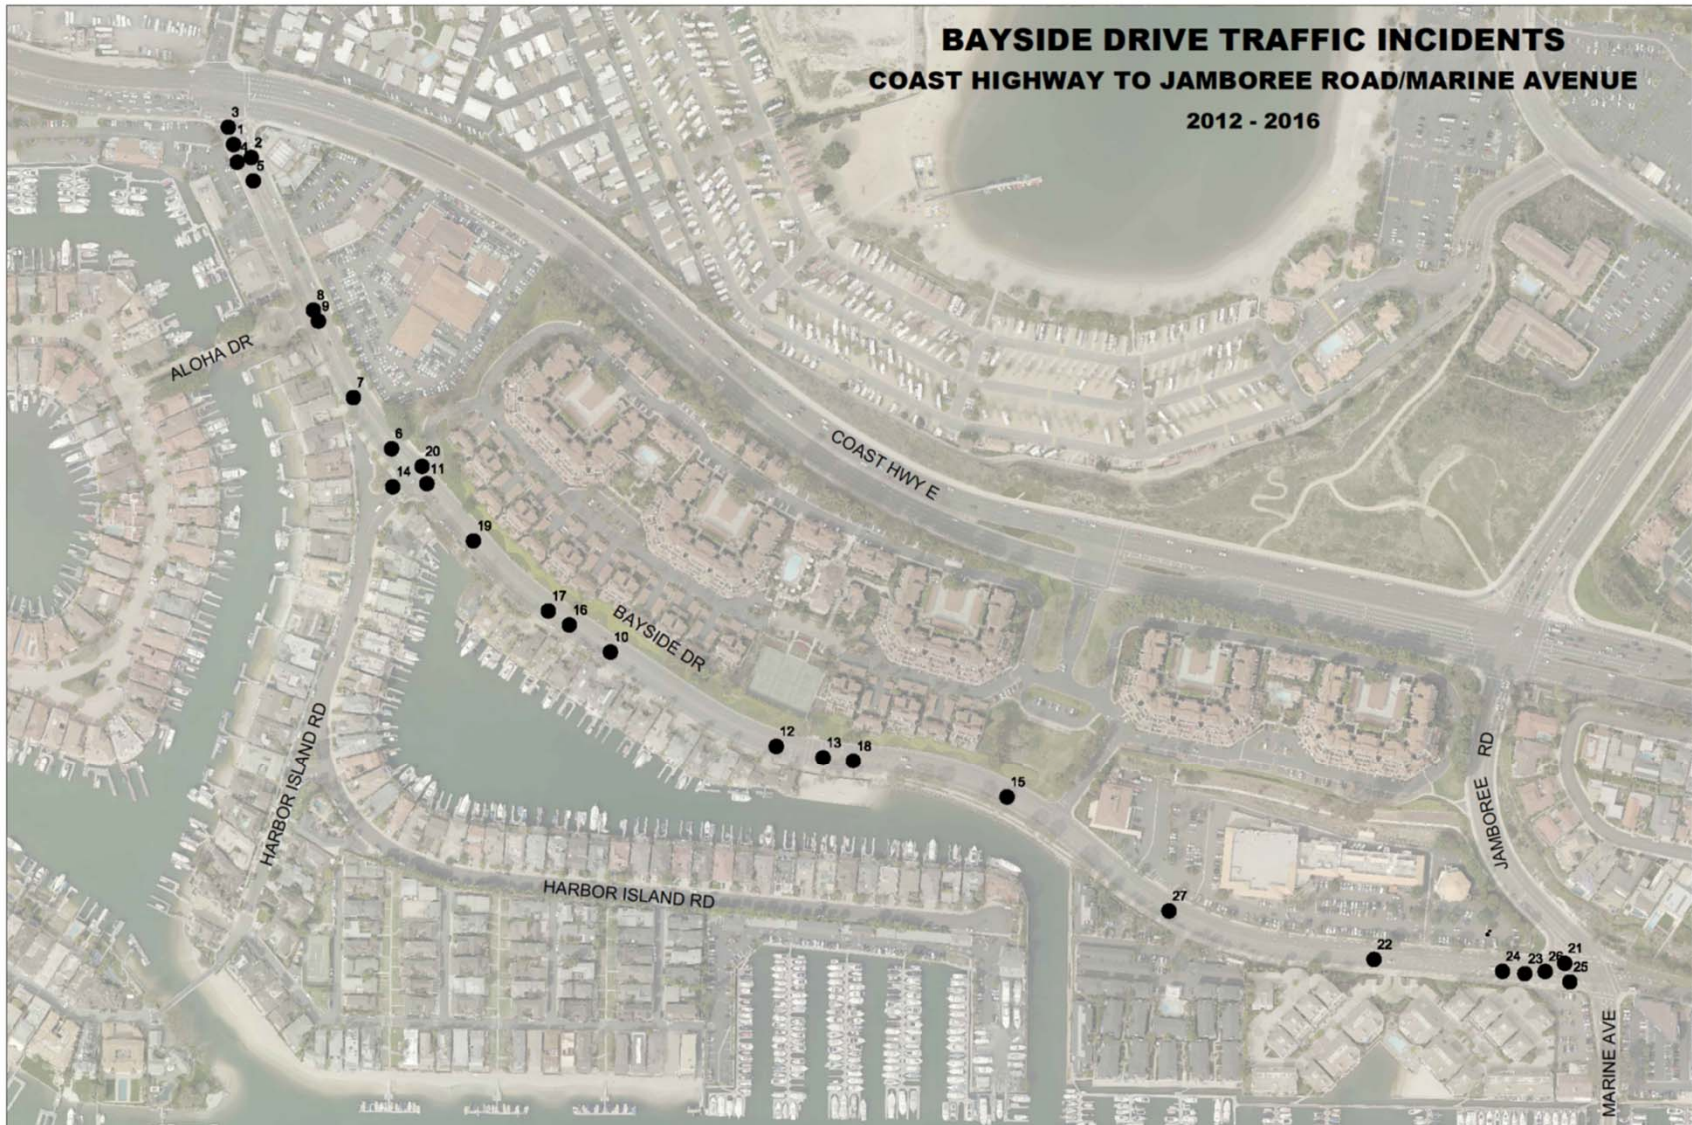 BAYSIDE DRIVE TRAFFIC INCIDENTS
COAST HIGHWAY TO JAMBOREE ROAD/MARINE AVENUE
2012 - 2016
3
1
2
4
5
8
9
ALOHA DR
7
6
20
14
11
COAST HWY E
19
17
16
BAYSIDE DR
10
12
13
18
15
HARBOR ISLAND RD
JAMBOREE RD
HARBOR ISLAND RD
27
22
24
23
26
21
25
MARINE AVE